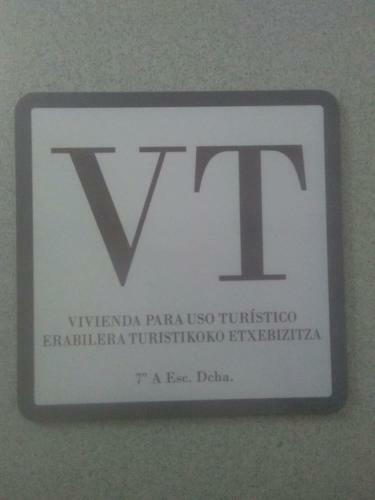 VT
VIVIENDA PARA USO TURÍSTICO
ERABILERA TURISTIKOKO ETXEBIZITZA
7º A Esc. Dcha.